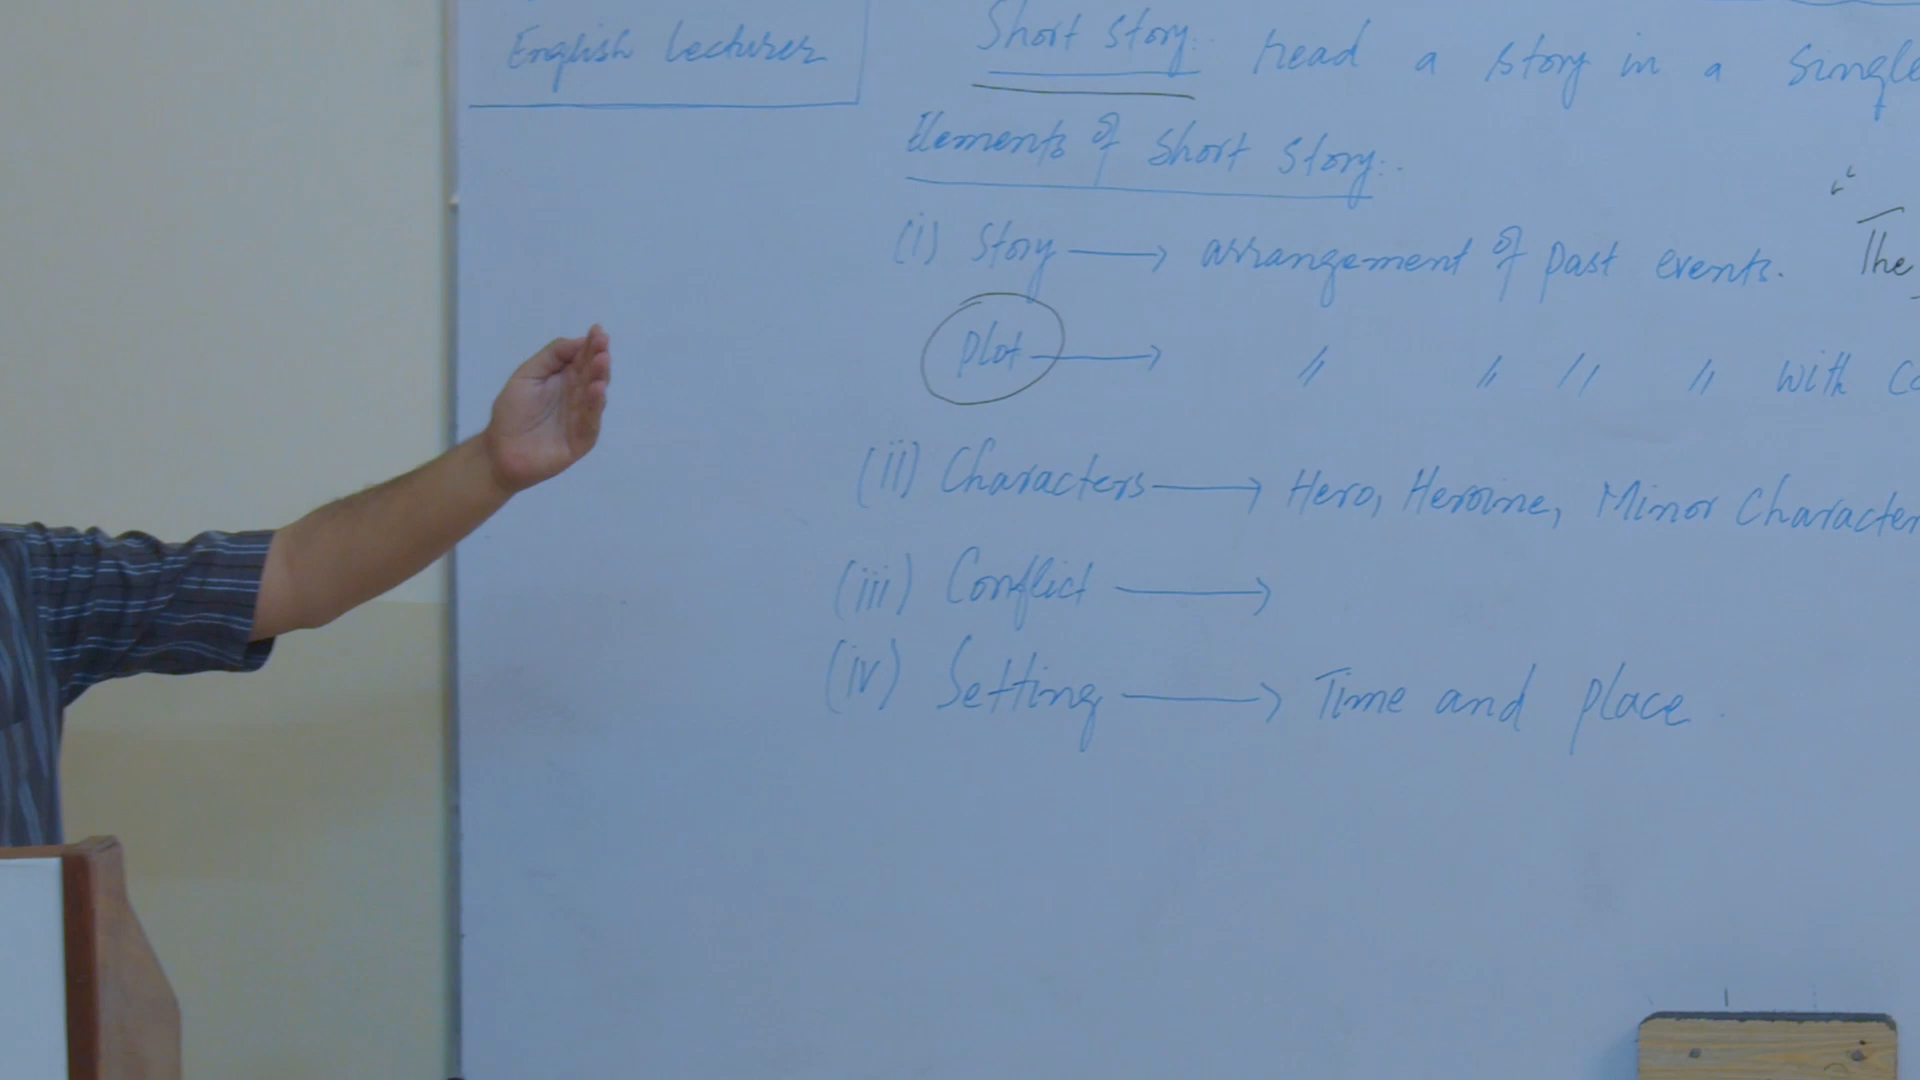 English Lecturer
Short Story:. read a story in a single
Elements of Short Story:.
(i) Story → arrangement of past events. The
Plot → " " " " with
(ii) Characters → Hero, Heroine, Minor Character
(iii) Conflict →
(iv) Setting → Time and place.